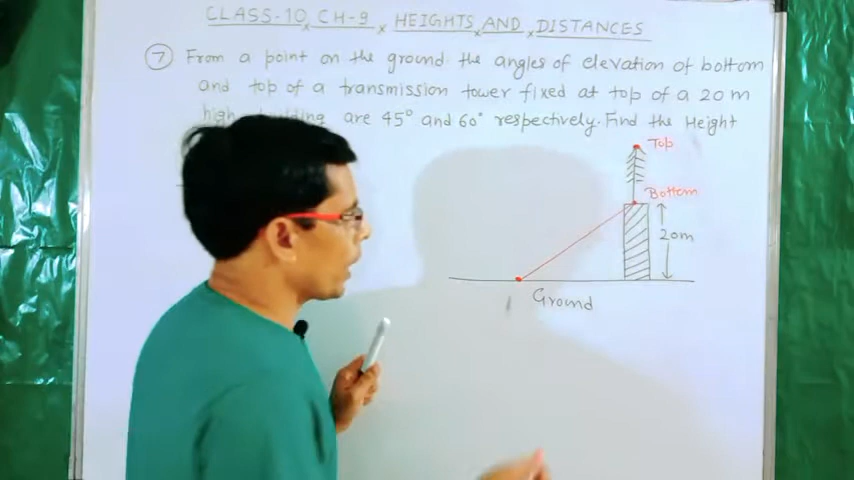 CLASS-10 CH-9 HEIGHTS AND DISTANCES
7 From a point on the ground the angles of elevation of bottom
and top of a transmission tower fixed at top of a 20 m
high are 45° and 60° respectively. Find the Height
Top
Bottom
20m
Ground